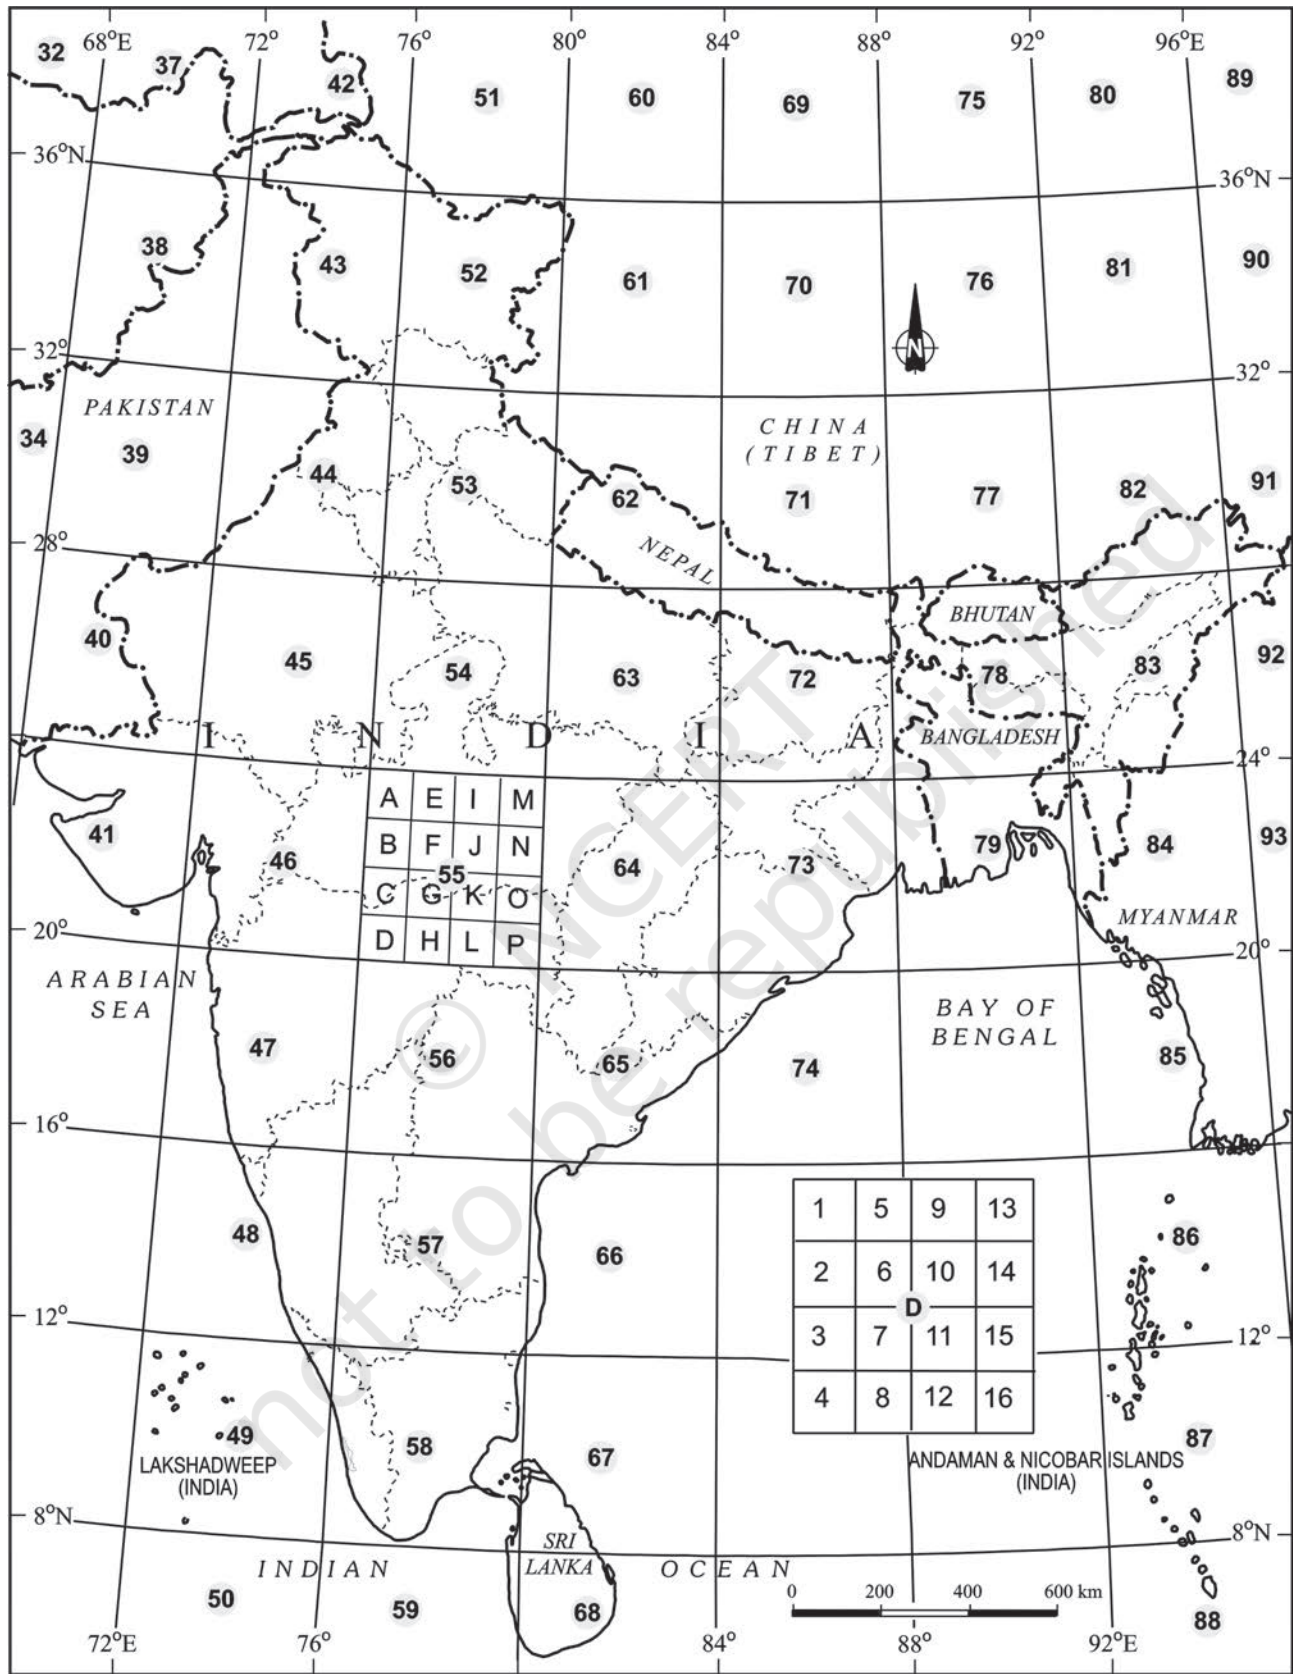 68°E 72° 76° 80° 84° 88° 92° 96°E
32 37 42 51 60 69 75 80 89
36°N 36°N
38 43 52 61 70 76 81 90
N
32° 32°
PAKISTAN
CHINA
(TIBET)
34 39 44 53 62 71 77 82 91
28°
NEPAL
BHUTAN
40 45 54 63 72 78 83 92
I N D I A
BANGLADESH
24°
A E I M
B F J N
41 46 55 64 73 79 84 93
C G K O
D H L P
MYANMAR
20° 20°
ARABIAN
SEA
BAY OF
BENGAL
47 56 65 74 85
16°
1 5 9 13
48 57 66 86
2 6 10 14
D
3 7 11 15
4 8 12 16
12° 12°
49 58 67 87
LAKSHADWEEP
(INDIA)
ANDAMAN & NICOBAR ISLANDS
(INDIA)
8°N 8°N
SRI
LANKA
INDIAN OCEAN
0 200 400 600 km
50 59 68 88
72°E 76° 84° 88° 92°E
© NCERT
not to be republished